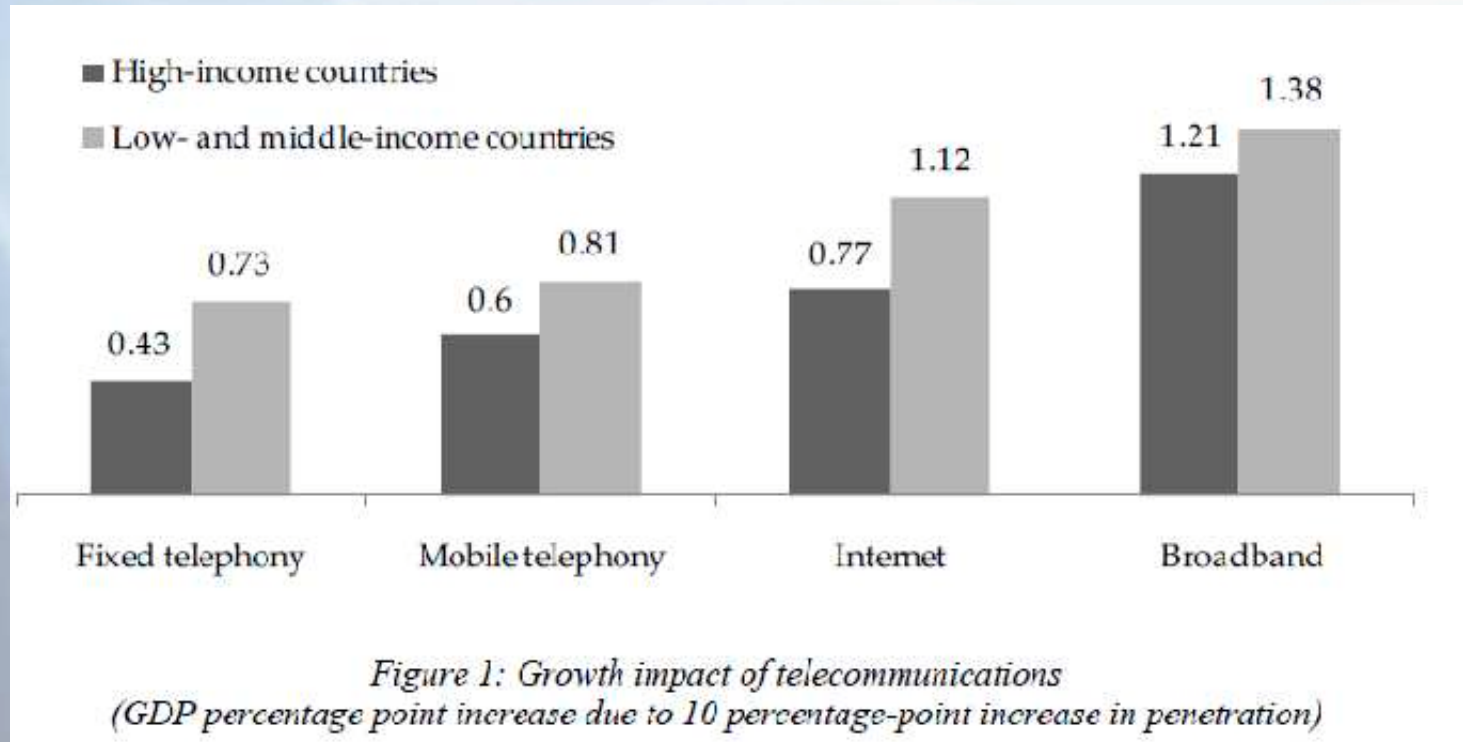 High-income countries
Low- and middle-income countries
0.43
0.73
0.6
0.81
0.77
1.12
1.21
1.38
Fixed telephony
Mobile telephony
Internet
Broadband
Figure 1: Growth impact of telecommunications
(GDP percentage point increase due to 10 percentage-point increase in penetration)